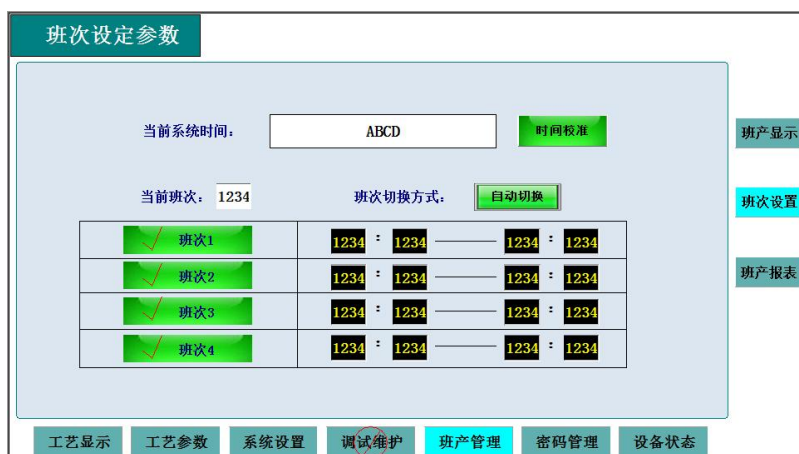 班次设定参数
当前系统时间： ABCD 时间校准
班产显示
当前班次： 1234 班次切换方式： 自动切换
班次设置
班次1 1234 : 1234 —— 1234 : 1234
班次2 1234 : 1234 —— 1234 : 1234
班产报表
班次3 1234 : 1234 —— 1234 : 1234
班次4 1234 : 1234 —— 1234 : 1234
工艺显示 工艺参数 系统设置 调试维护 班产管理 密码管理 设备状态